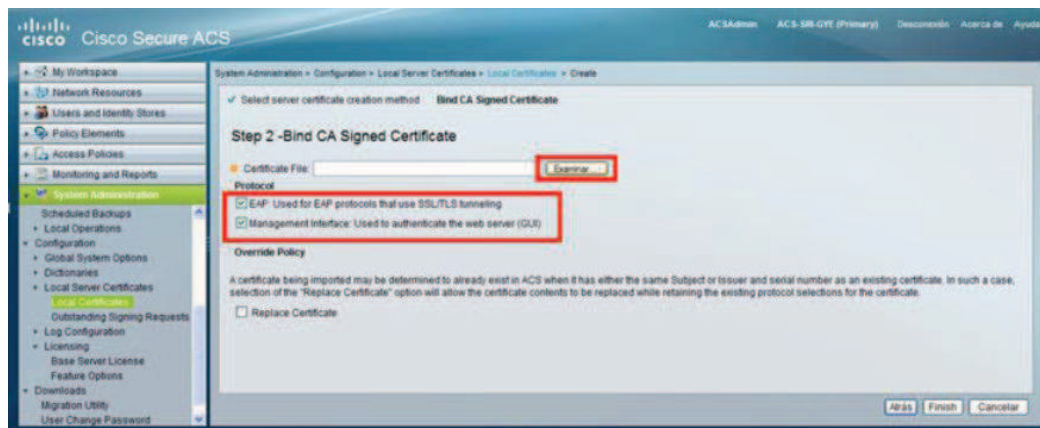 CISCO Cisco Secure ACS
ACSAdmin ACS-SRI-GYE (Primary) Desconexión Acerca de Ayuda
My Workspace
Network Resources
Users and Identity Stores
Policy Elements
Access Policies
Monitoring and Reports
System Administration
Scheduled Backups
Local Operations
Configuration
Global System Options
Dictionaries
Local Server Certificates
Local Certificates
Outstanding Signing Requests
Log Configuration
Licensing
Base Server License
Feature Options
Downloads
Migration Utility
User Change Password
System Administration > Configuration > Local Server Certificates > Local Certificates > Create
Select server certificate creation method Bind CA Signed Certificate
Step 2 -Bind CA Signed Certificate
Certificate File: Examinar...
Protocol
EAP: Used for EAP protocols that use SSL/TLS tunneling
Management Interface: Used to authenticate the web server (GUI)
Override Policy
A certificate being imported may be determined to already exist in ACS when it has either the same Subject or Issuer and serial number as an existing certificate. In such a case,
selection of the "Replace Certificate" option will allow the certificate contents to be replaced while retaining the existing protocol selections for the certificate.
Replace Certificate
Atrás Finish Cancelar